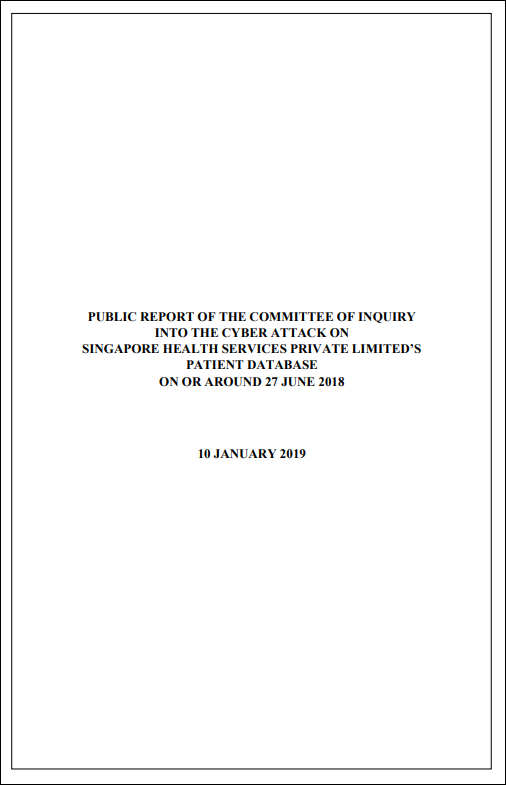 PUBLIC REPORT OF THE COMMITTEE OF INQUIRY
INTO THE CYBER ATTACK ON
SINGAPORE HEALTH SERVICES PRIVATE LIMITED’S
PATIENT DATABASE
ON OR AROUND 27 JUNE 2018
10 JANUARY 2019